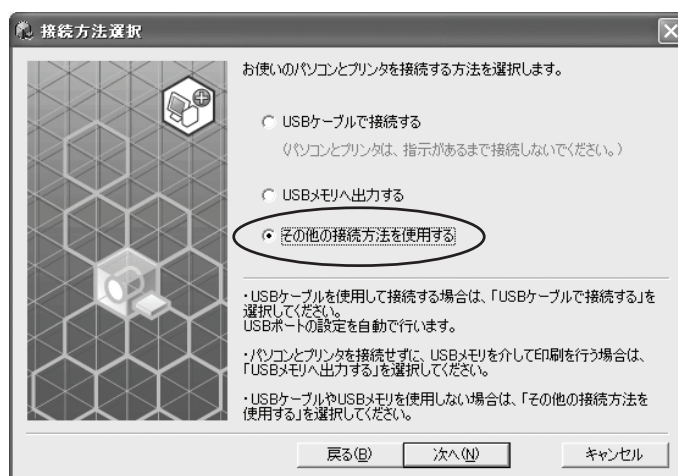 接続方法選択
お使いのパソコンとプリンタを接続する方法を選択します。
USBケーブルで接続する
（パソコンとプリンタは、指示があるまで接続しないでください。）
USBメモリへ出力する
その他の接続方法を使用する
・USBケーブルを使用して接続する場合は、「USBケーブルで接続する」を
選択してください。
USBポートの設定を自動で行います。
・パソコンとプリンタを接続せずに、USBメモリを介して印刷を行う場合は、
「USBメモリへ出力する」を選択してください。
・USBケーブルやUSBメモリを使用しない場合は、「その他の接続方法を
使用する」を選択してください。
戻る(B)
次へ(N)
キャンセル